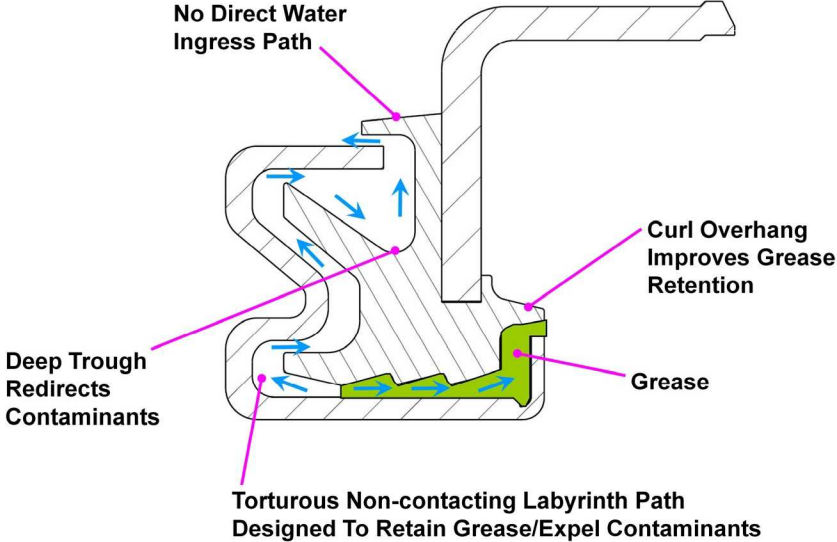 No Direct Water
Ingress Path
Curl Overhang
Improves Grease
Retention
Deep Trough
Redirects
Contaminants
Grease
Torturous Non-contacting Labyrinth Path
Designed To Retain Grease/Expel Contaminants